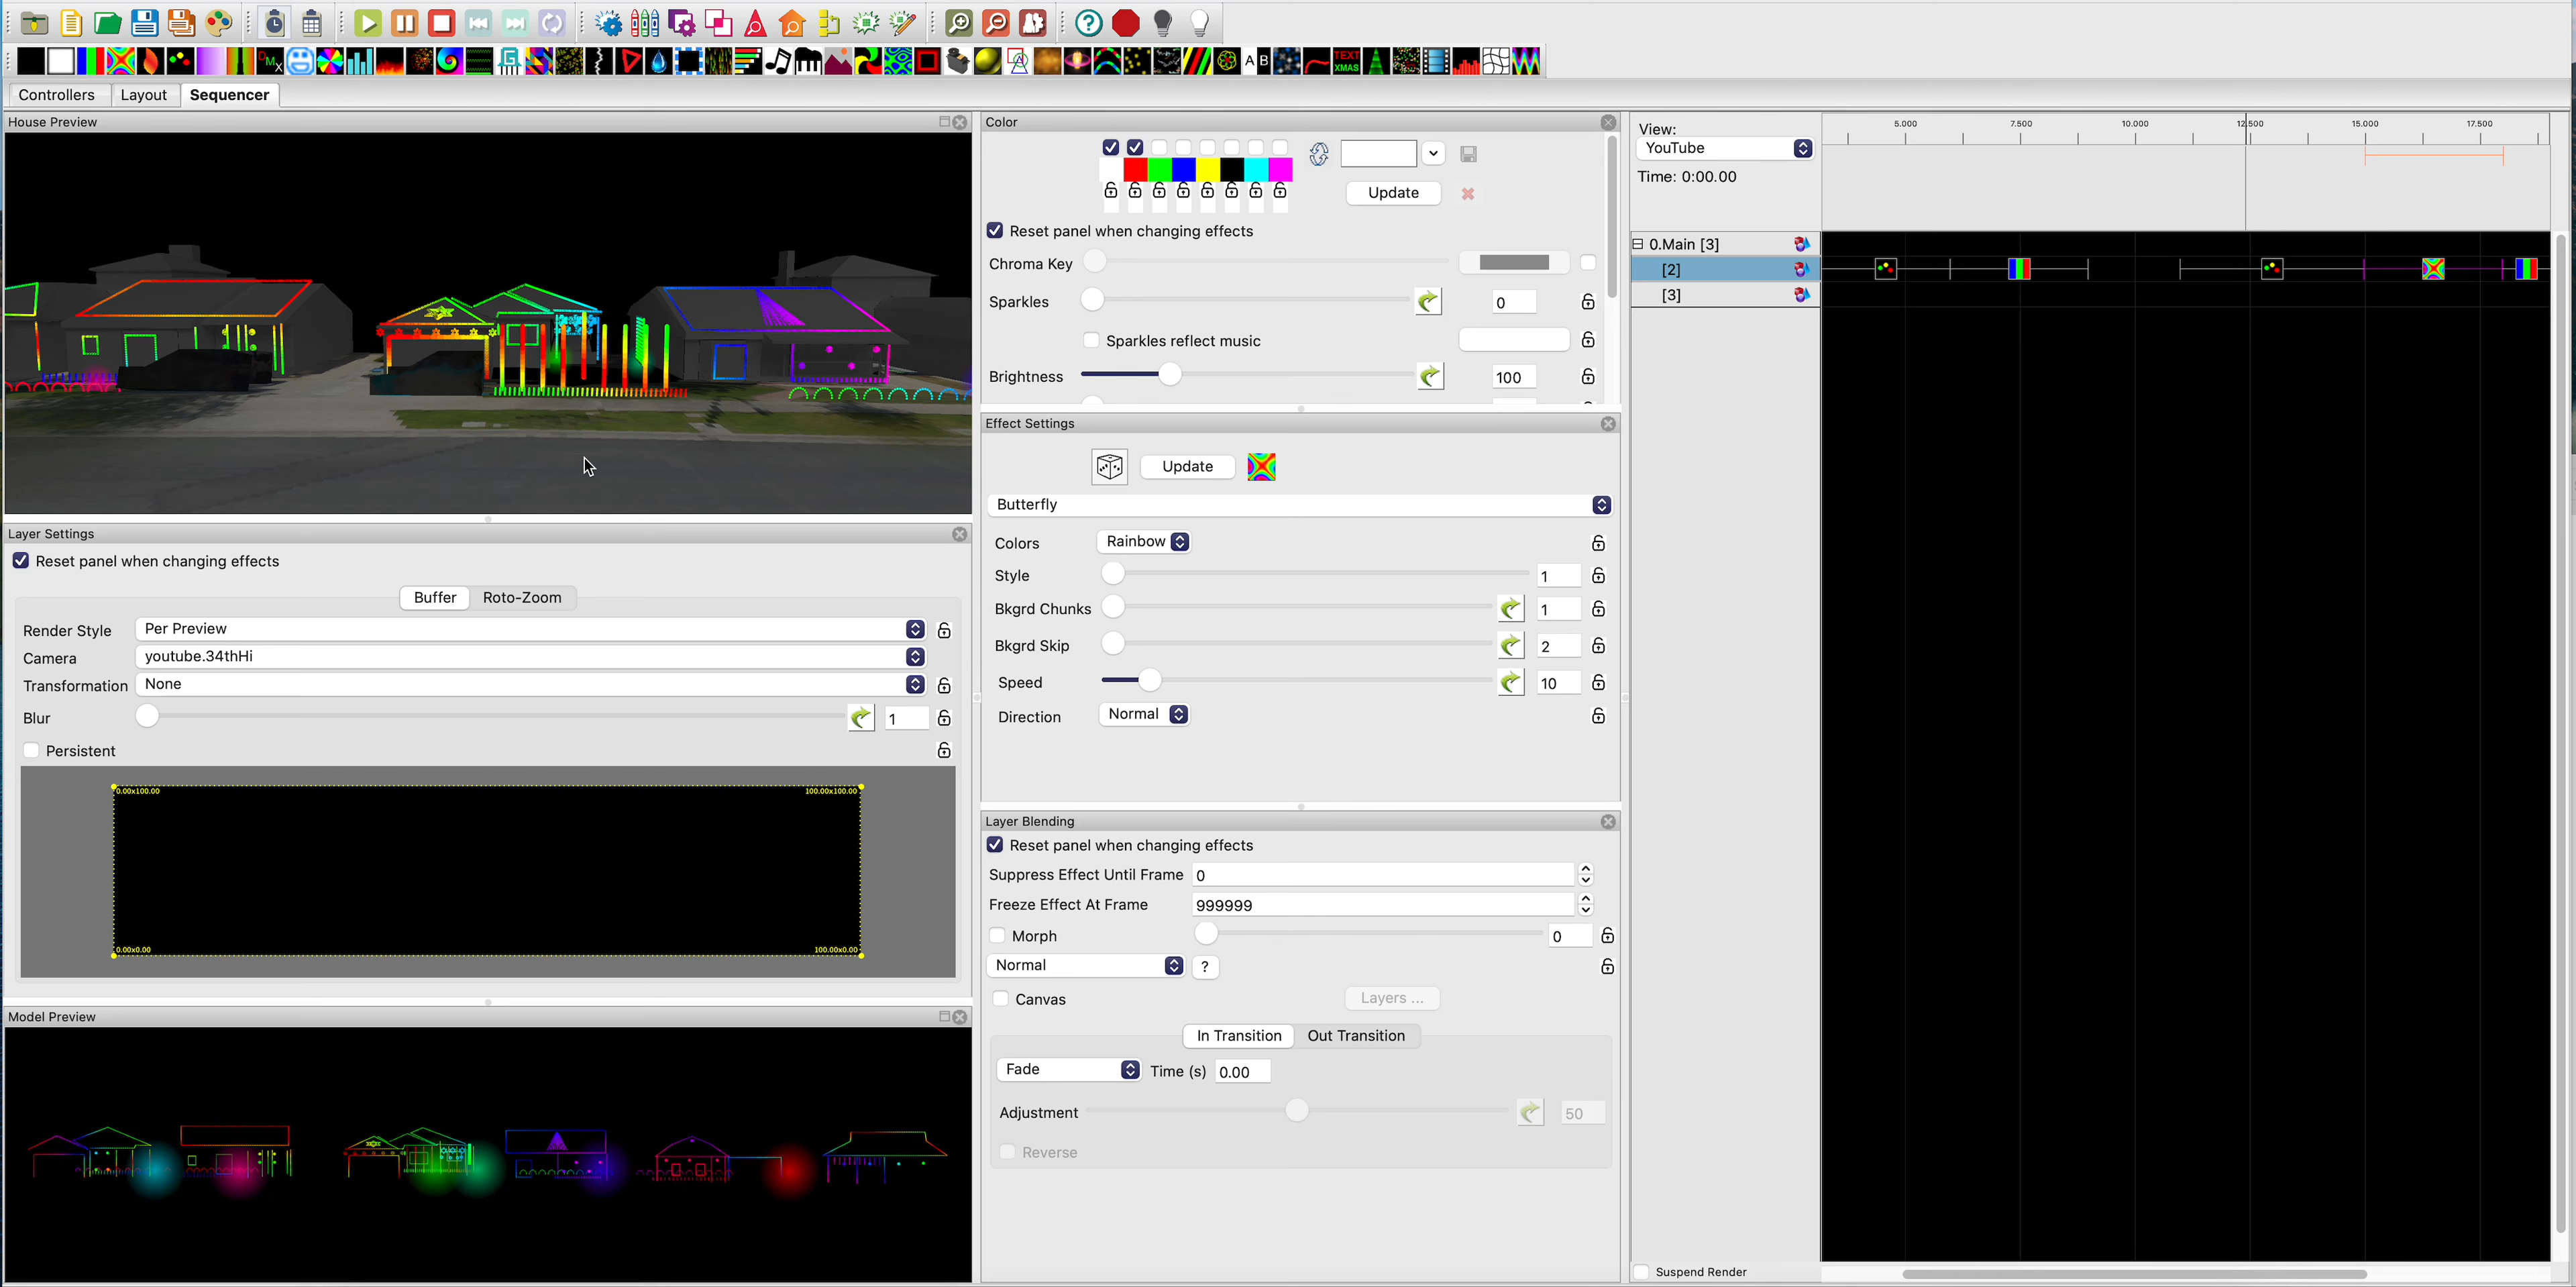 DMX
A B
TEXT
XMAS
Controllers
Layout
Sequencer
House Preview
Layer Settings
Reset panel when changing effects
Buffer
Roto-Zoom
Render Style
Per Preview
Camera
youtube.34thHi
Transformation
None
Blur
1
Persistent
0.00x100.00
100.00x100.00
0.00x0.00
100.00x0.00
Model Preview
Color
Update
Reset panel when changing effects
Chroma Key
Sparkles
0
Sparkles reflect music
Brightness
100
Effect Settings
Update
Butterfly
Colors
Rainbow
Style
1
Bkgrd Chunks
1
Bkgrd Skip
2
Speed
10
Direction
Normal
Layer Blending
Reset panel when changing effects
Suppress Effect Until Frame
0
Freeze Effect At Frame
999999
Morph
0
Normal
?
Canvas
Layers ...
In Transition
Out Transition
Fade
Time (s)
0.00
Adjustment
50
Reverse
View:
YouTube
Time: 0:00.00
5.000
7.500
10.000
12.500
15.000
17.500
0.Main [3]
[2]
[3]
Suspend Render